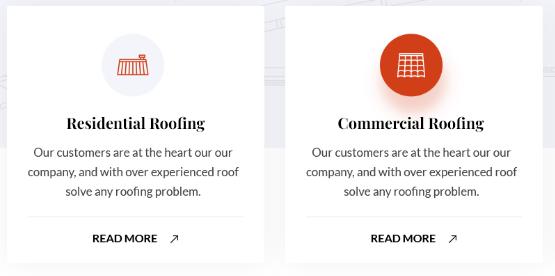 Residential Roofing
Our customers are at the heart our our
company, and with over experienced roof
solve any roofing problem.
READ MORE
Commercial Roofing
Our customers are at the heart our our
company, and with over experienced roof
solve any roofing problem.
READ MORE